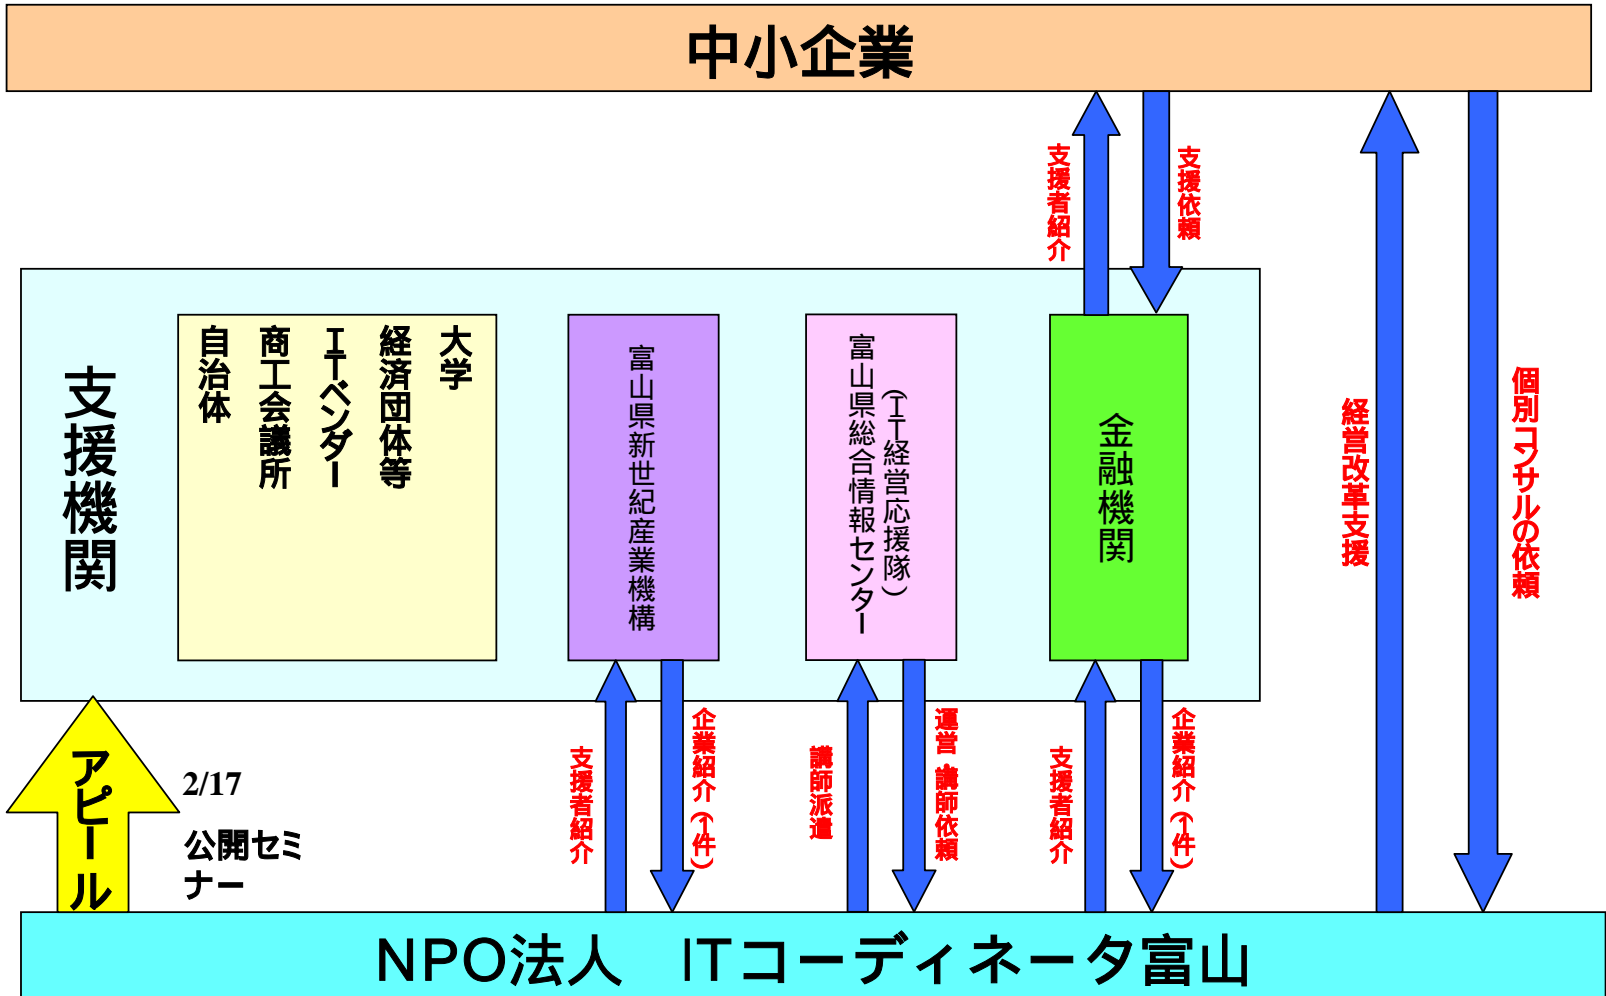 中小企業
支援者紹介
支援依頼
経営改革支援
個別コンサルの依頼
支援機関
自治体
商工会議所
ITベンダー
経済団体等
大学
富山県新世紀産業機構
富山県総合情報センター
(IT経営応援隊)
金融機関
アピール
2/17
公開セミ
ナー
支援者紹介
企業紹介(1件)
講師派遣
運営・講師依頼
支援者紹介
企業紹介(1件)
NPO法人　ITコーディネータ富山